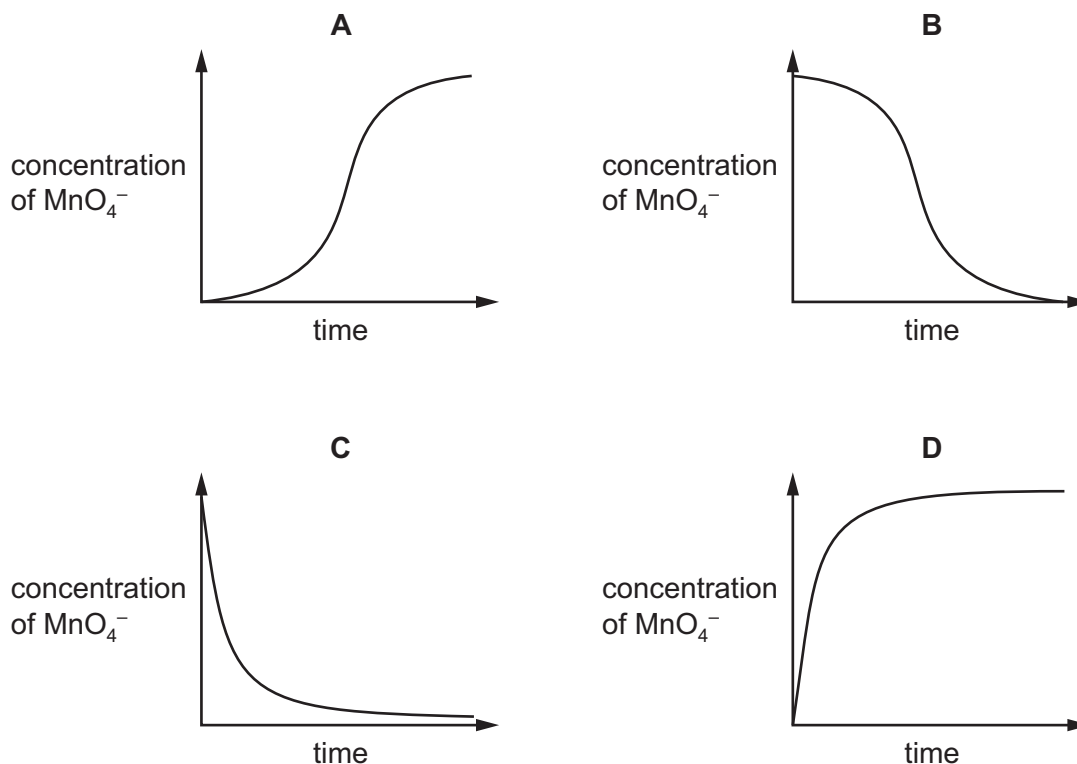 A
concentration
of MnO₄⁻
time
B
concentration
of MnO₄⁻
time
C
concentration
of MnO₄⁻
time
D
concentration
of MnO₄⁻
time